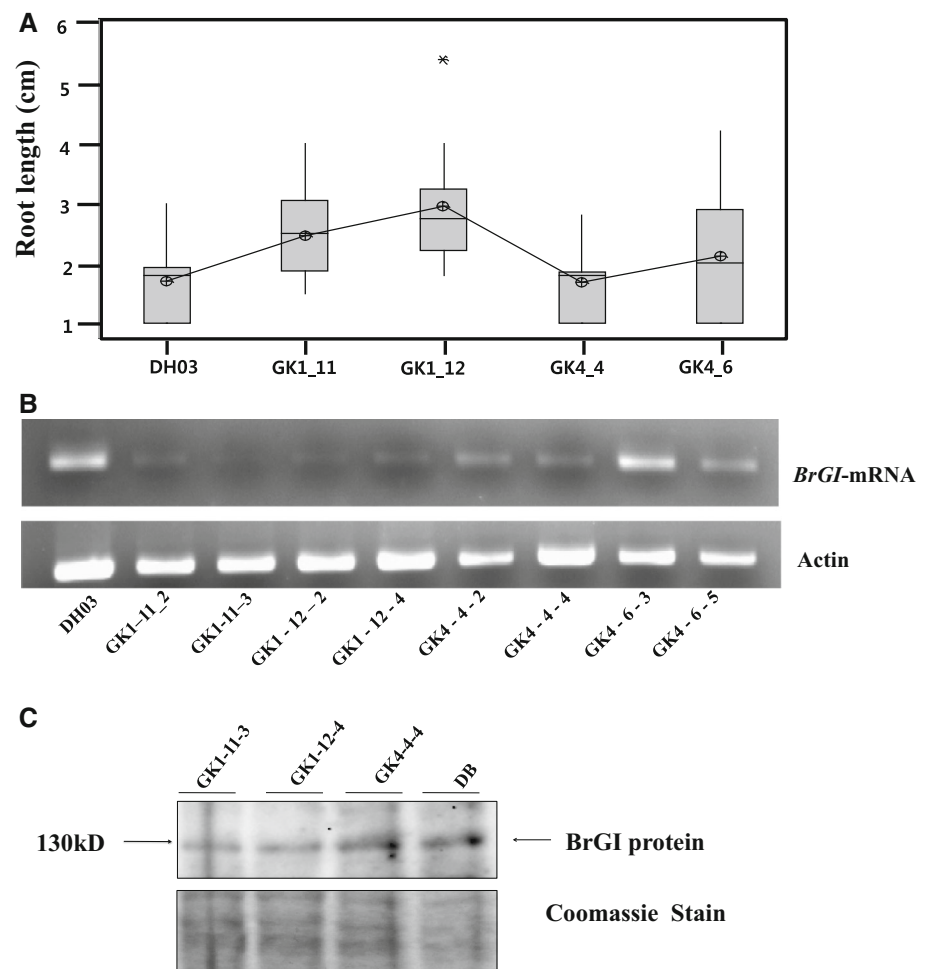 A
Root length (cm)
6
5
4
3
2
1
DH03 GK1_11 GK1_12 GK4_4 GK4_6
B
BrGI-mRNA
Actin
DH03 GK1–11_2 GK1-11–3 GK1 - 12 – 2 GK1 - 12 - 4 GK4 - 4 - 2 GK4 - 4 - 4 GK4 - 6 - 3 GK4 - 6 - 5
C
GK1-11-3 GK1-12-4 GK4-4-4 DB
130kD BrGI protein
Coomassie Stain